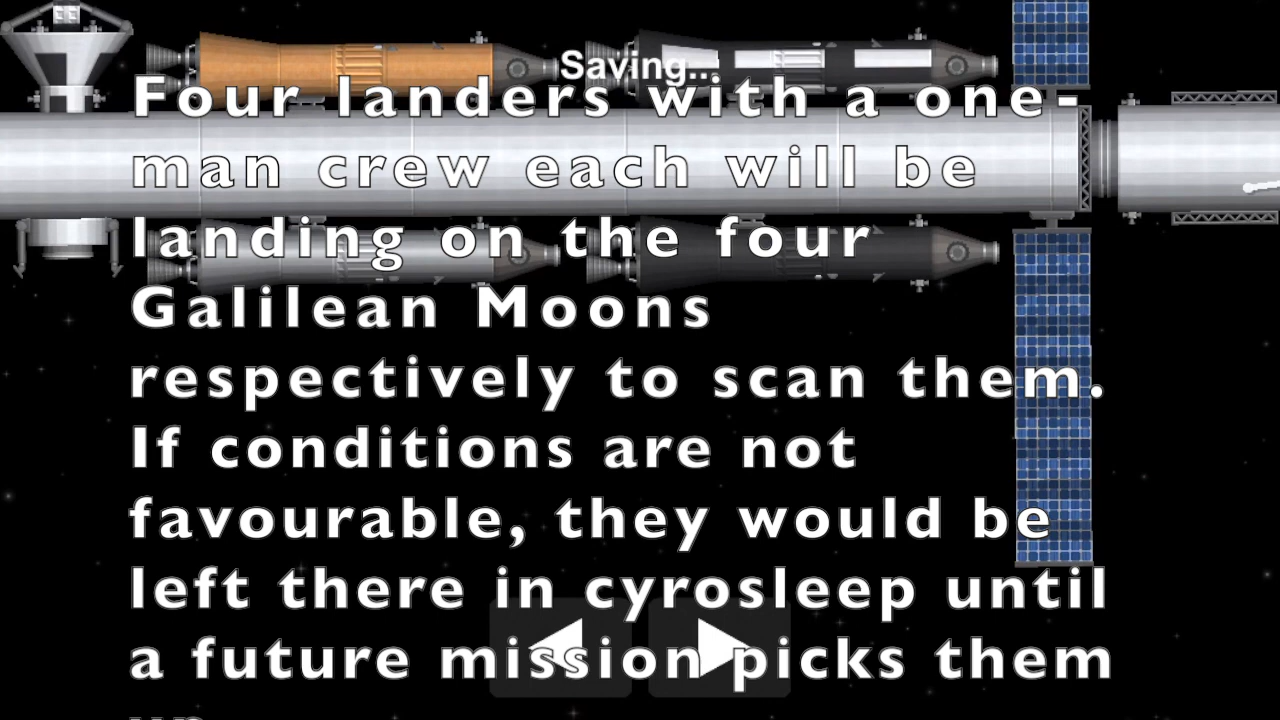 Saving...
Four landers with a one-
man crew each will be
landing on the four
Galilean Moons
respectively to scan them.
If conditions are not
favourable, they would be
left there in cyrosleep until
a future mission picks them